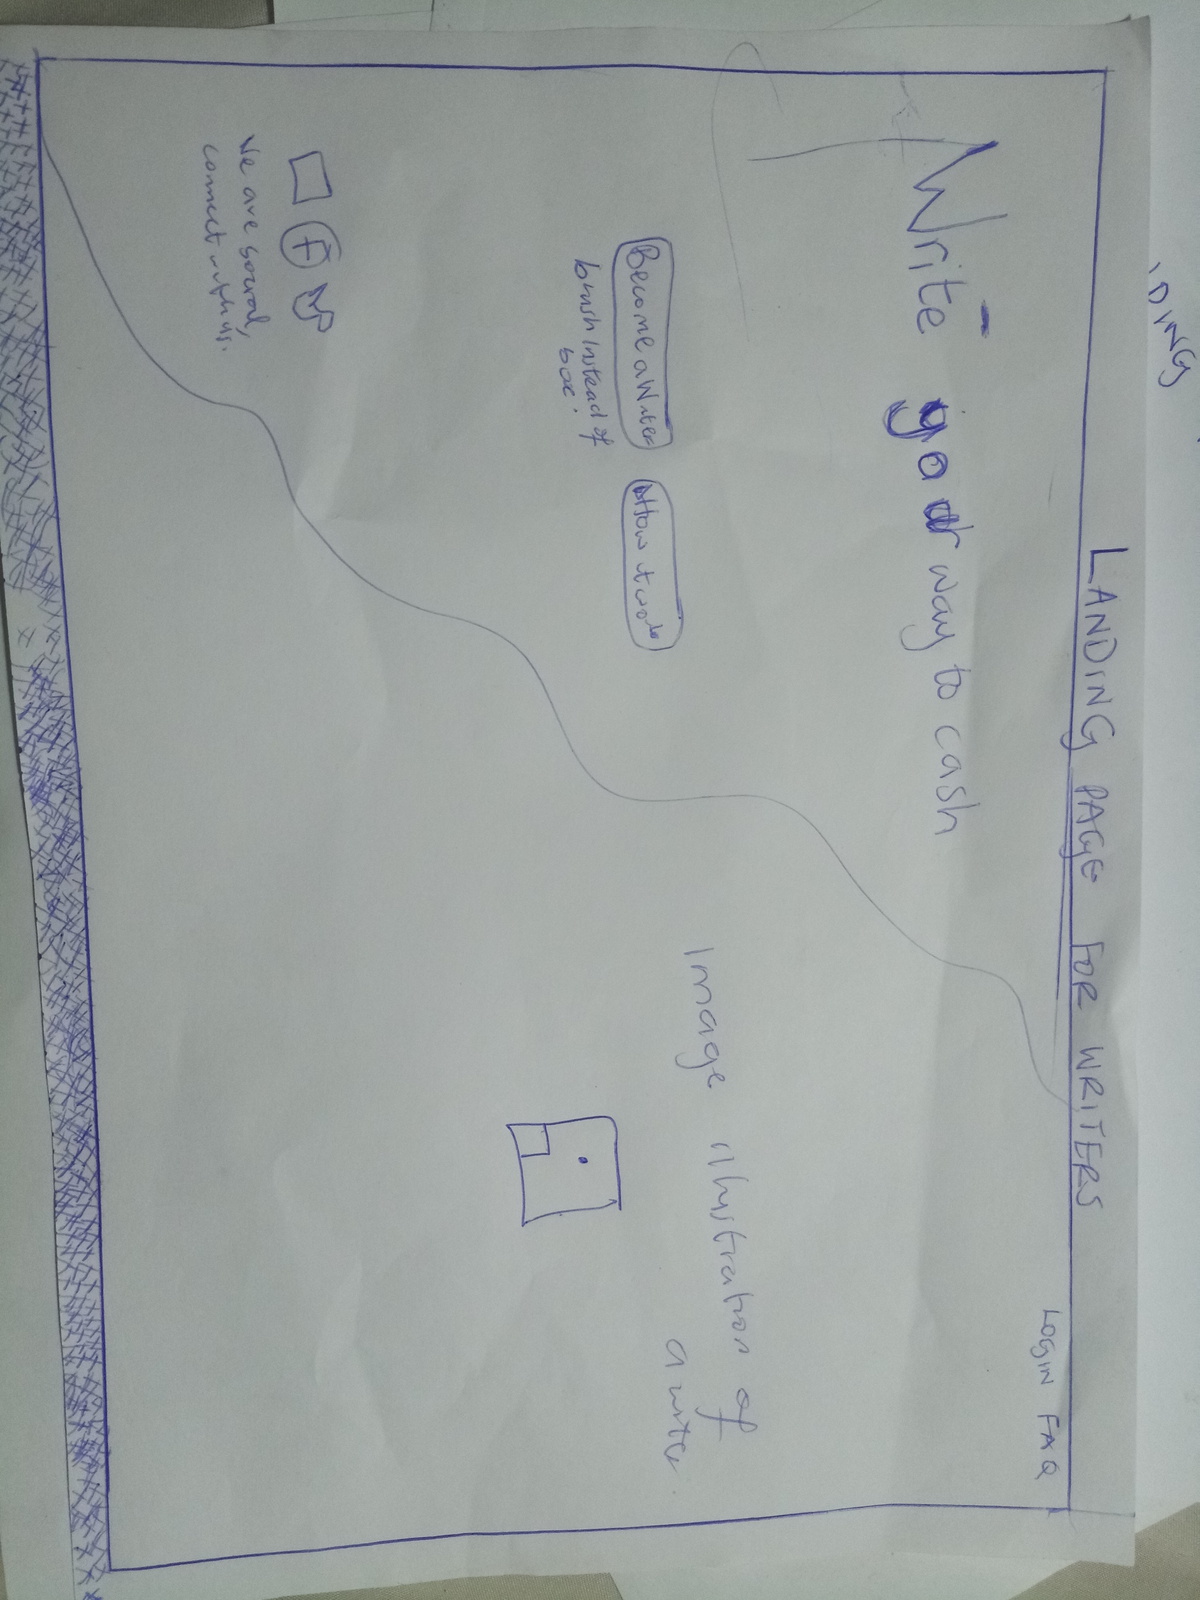 DING
LANDING PAGE FOR WRITERS
LOGIN FAQ
Write your way to cash
Image illustration of
a writer
Become a Writer
How it works
brush instead of
box.
F
We are social,
connect with us.